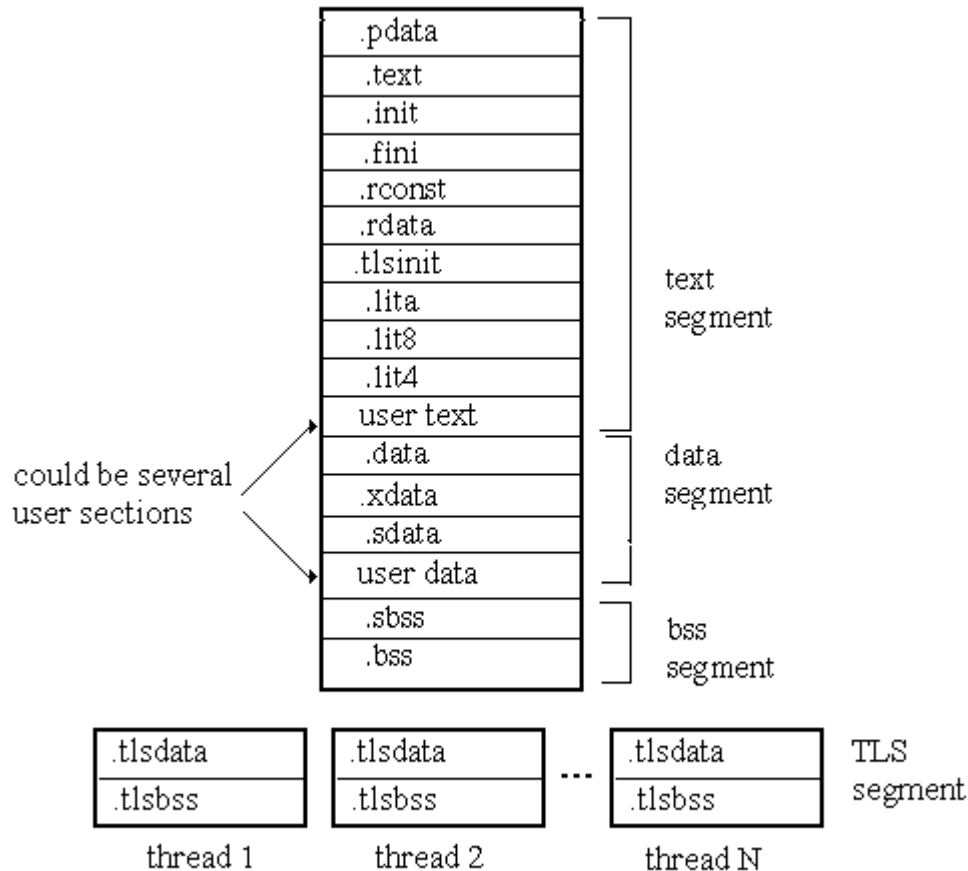 .pdata
.text
.init
.fini
.rconst
.rdata
.tlsinit
.lita
.lit8
.lit4
user text
text
segment
could be several
user sections
.data
.xdata
.sdata
user data
data
segment
.sbss
.bss
bss
segment
.tlsdata
.tlsbss
thread 1
.tlsdata
.tlsbss
thread 2
...
.tlsdata
.tlsbss
thread N
TLS
segment